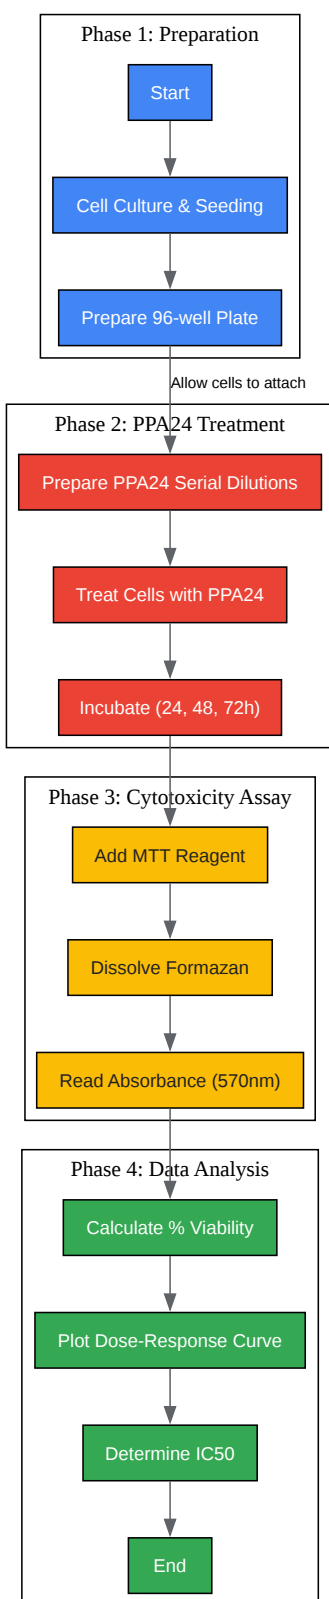 Phase 1: Preparation
Start
Cell Culture & Seeding
Prepare 96-well Plate
Allow cells to attach
Phase 2: PPA24 Treatment
Prepare PPA24 Serial Dilutions
Treat Cells with PPA24
Incubate (24, 48, 72h)
Phase 3: Cytotoxicity Assay
Add MTT Reagent
Dissolve Formazan
Read Absorbance (570nm)
Phase 4: Data Analysis
Calculate % Viability
Plot Dose-Response Curve
Determine IC50
End